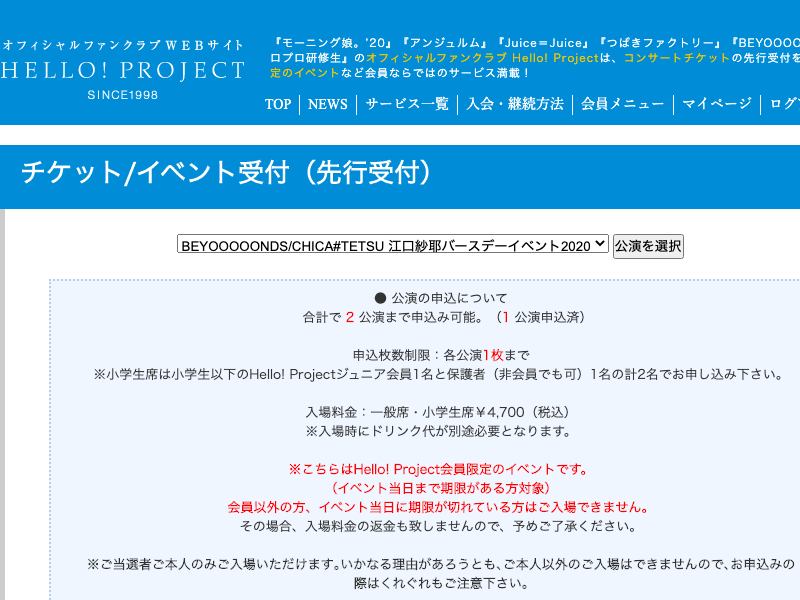 オフィシャルファンクラブWEBサイト
HELLO! PROJECT
SINCE1998
『モーニング娘。'20』『アンジュルム』『Juice=Juice』『つばきファクトリー』『BEYOOOO
ロプロ研修生』のオフィシャルファンクラブ Hello! Projectは、コンサートチケットの先行受付を
定のイベントなど会員ならではのサービス満載！
TOP NEWS サービス一覧 入会・継続方法 会員メニュー マイページ ログ
チケット/イベント受付（先行受付）
BEYOOOOONDS/CHICA#TETSU 江口紗耶バースデーイベント2020 公演を選択
● 公演の申込について
合計で 2 公演まで申込み可能。（1 公演申込済）
申込枚数制限：各公演1枚まで
※小学生席は小学生以下のHello! Projectジュニア会員1名と保護者（非会員でも可）1名の計2名でお申し込み下さい。
入場料金：一般席・小学生席￥4,700（税込）
※入場時にドリンク代が別途必要となります。
※こちらはHello! Project会員限定のイベントです。
（イベント当日まで期限がある方対象）
会員以外の方、イベント当日に期限が切れている方はご入場できません。
その場合、入場料金の返金も致しませんので、予めご了承ください。
※ご当選者ご本人のみご入場いただけます。いかなる理由があろうとも、ご本人以外のご入場はできませんので、お申込みの
際はくれぐれもご注意下さい。